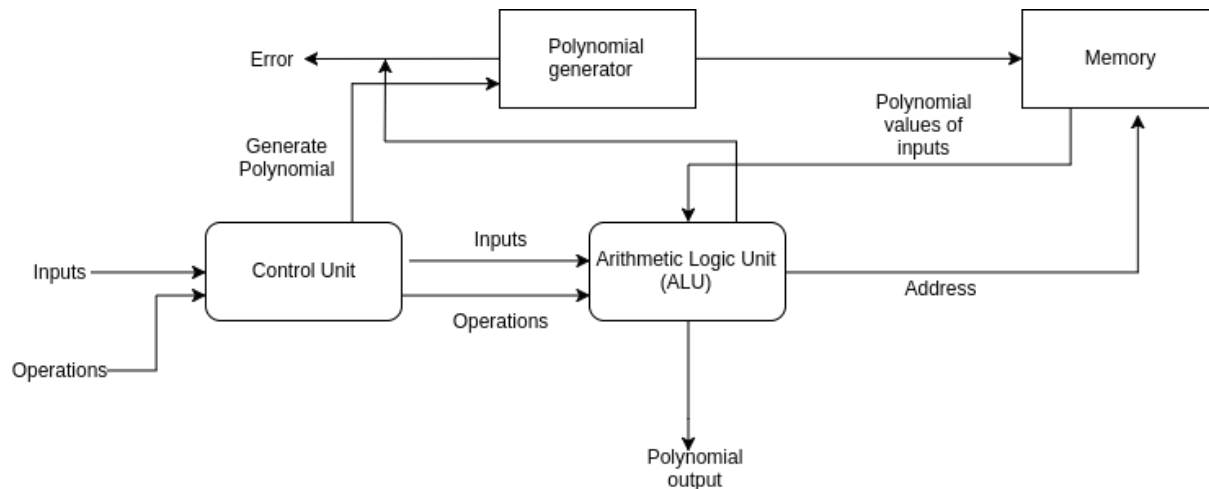 Error
Polynomial
generator
Memory
Generate
Polynomial
Polynomial
values of
inputs
Inputs
Control Unit
Inputs
Arithmetic Logic Unit
(ALU)
Address
Operations
Operations
Polynomial
output